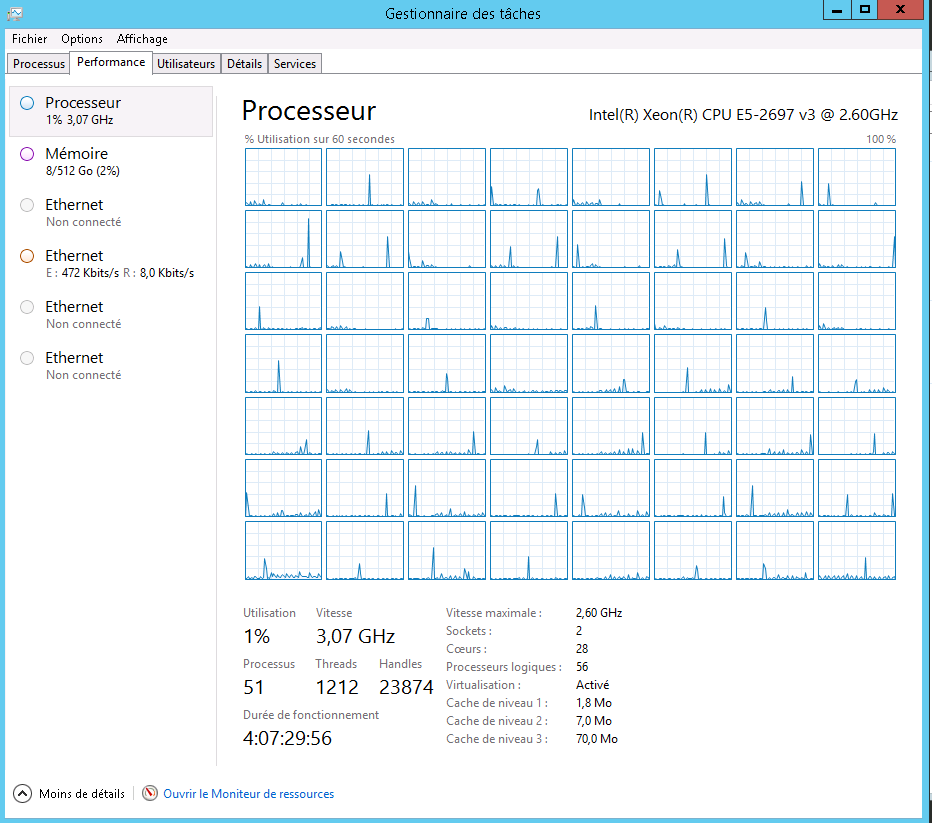 Gestionnaire des tâches
Fichier Options Affichage
Processus Performance Utilisateurs Détails Services
Processeur
1% 3,07 GHz
Mémoire
8/512 Go (2%)
Ethernet
Non connecté
Ethernet
E : 472 Kbits/s R : 8,0 Kbits/s
Ethernet
Non connecté
Ethernet
Non connecté
Processeur
Intel(R) Xeon(R) CPU E5-2697 v3 @ 2.60GHz
% Utilisation sur 60 secondes
100 %
Utilisation Vitesse
1% 3,07 GHz
Processus Threads Handles
51 1212 23874
Durée de fonctionnement
4:07:29:56
Vitesse maximale : 2,60 GHz
Sockets : 2
Cœurs : 28
Processeurs logiques : 56
Virtualisation : Activé
Cache de niveau 1 : 1,8 Mo
Cache de niveau 2 : 7,0 Mo
Cache de niveau 3 : 70,0 Mo
Moins de détails
Ouvrir le Moniteur de ressources